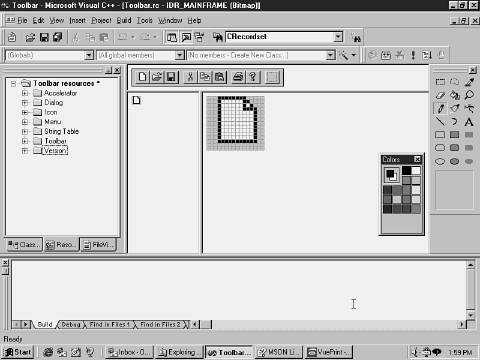 Toolbar - Microsoft Visual C++ - [Toolbar.rc - IDR_MAINFRAME (Bitmap)]
File Edit View Insert Project Build Tools Window Help
CRecordset
(Globals) (All global members) (No members - Create New Class...)
Toolbar resources *
Accelerator
Dialog
Icon
Menu
String Table
Toolbar
Version
Colors
Class... Reso... FileVi...
Build Debug Find in Files 1 Find in Files 2
Ready
Start Inbox - O... Exploring ... Toolbar... MSDN Li... VuePrint -... 1:59 PM